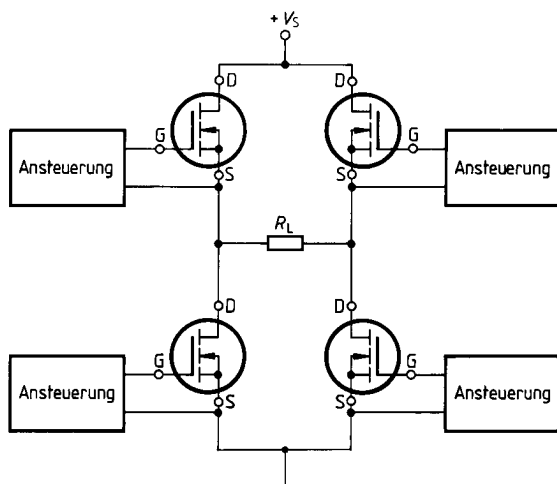 + V_S
D D
G G
Ansteuerung Ansteuerung
S S
R_L
D D
G G
Ansteuerung Ansteuerung
S S